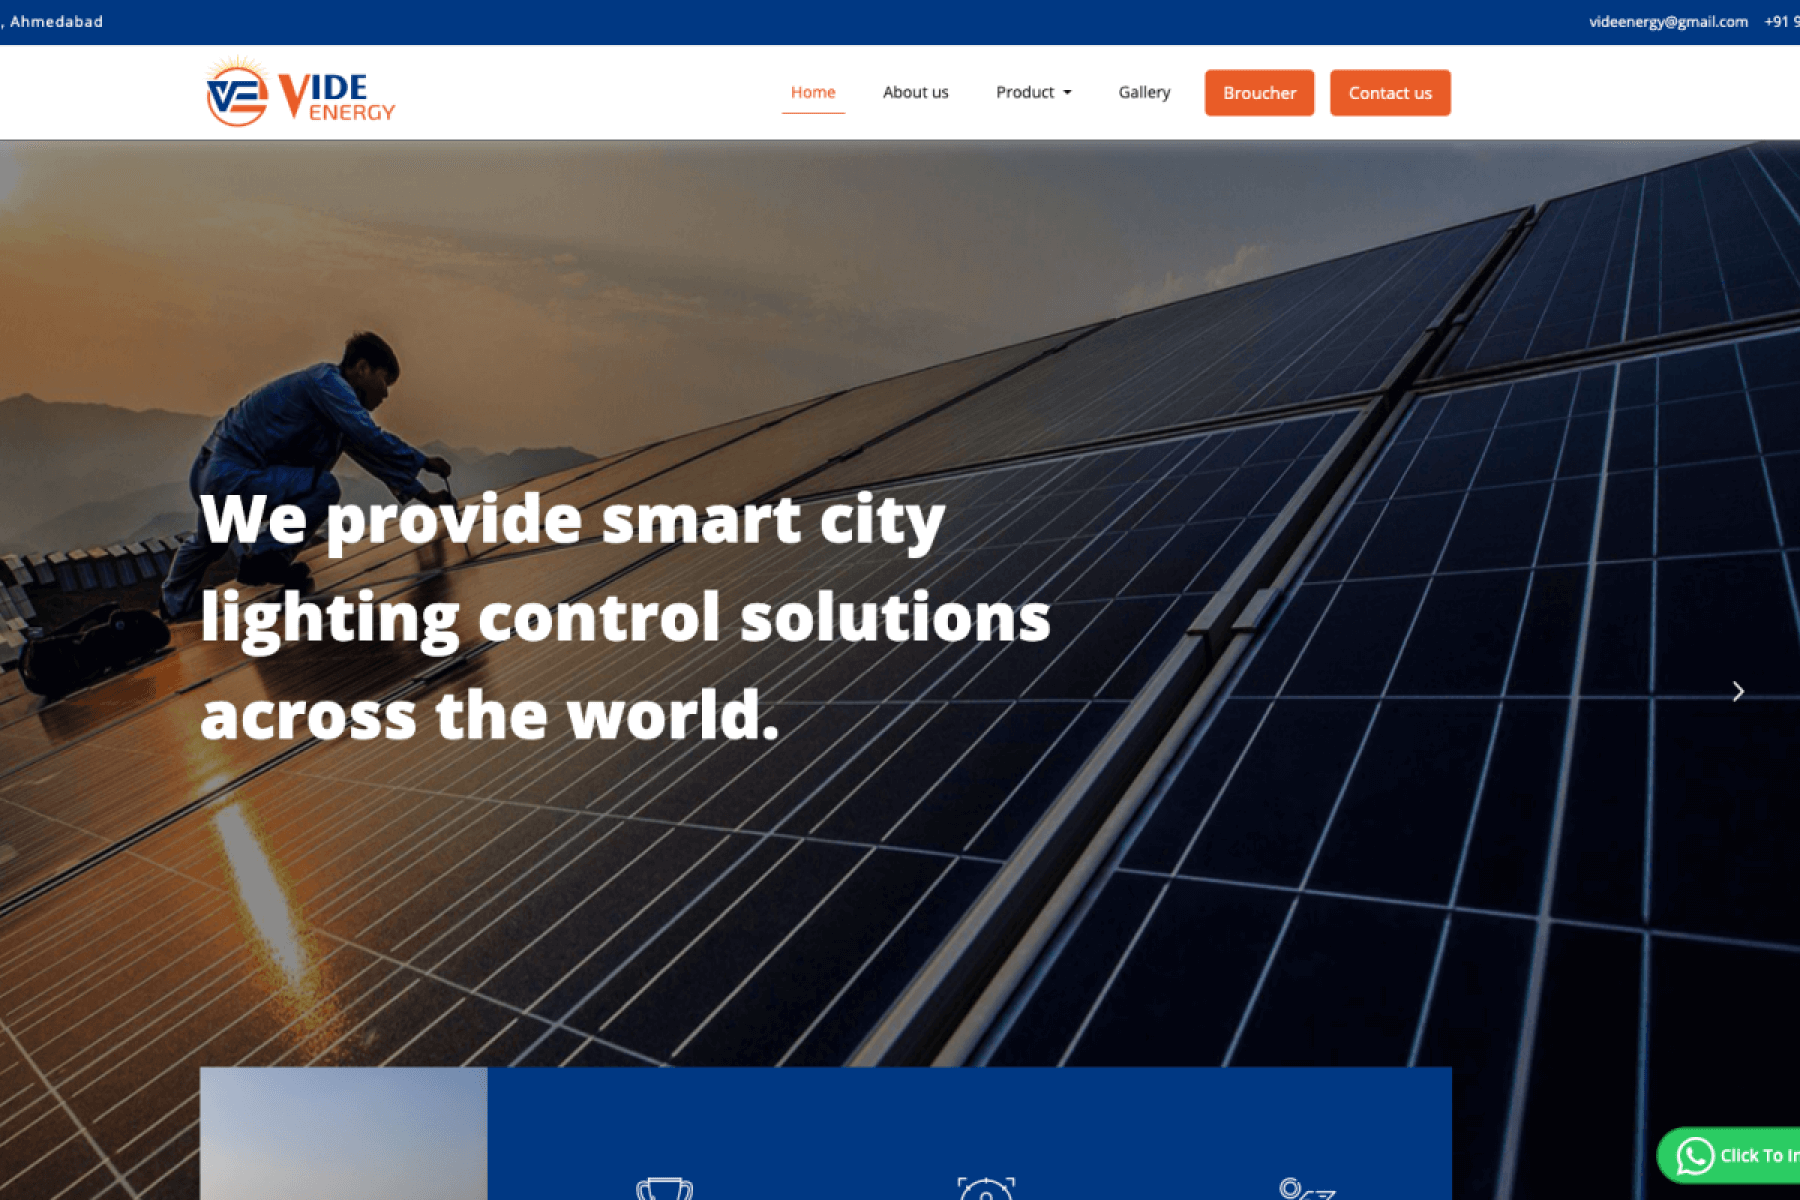 , Ahmedabad
videenergy@gmail.com +91 9
VE VIDE
ENERGY
Home About us Product Gallery Broucher Contact us
We provide smart city
lighting control solutions
across the world.
Click To